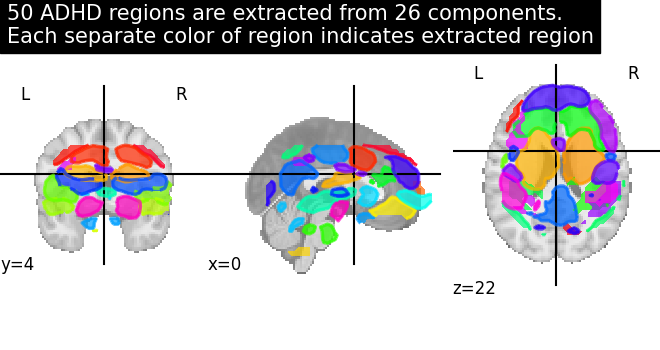 50 ADHD regions are extracted from 26 components.
Each separate color of region indicates extracted region
L R
L R
y=4
x=0
z=22